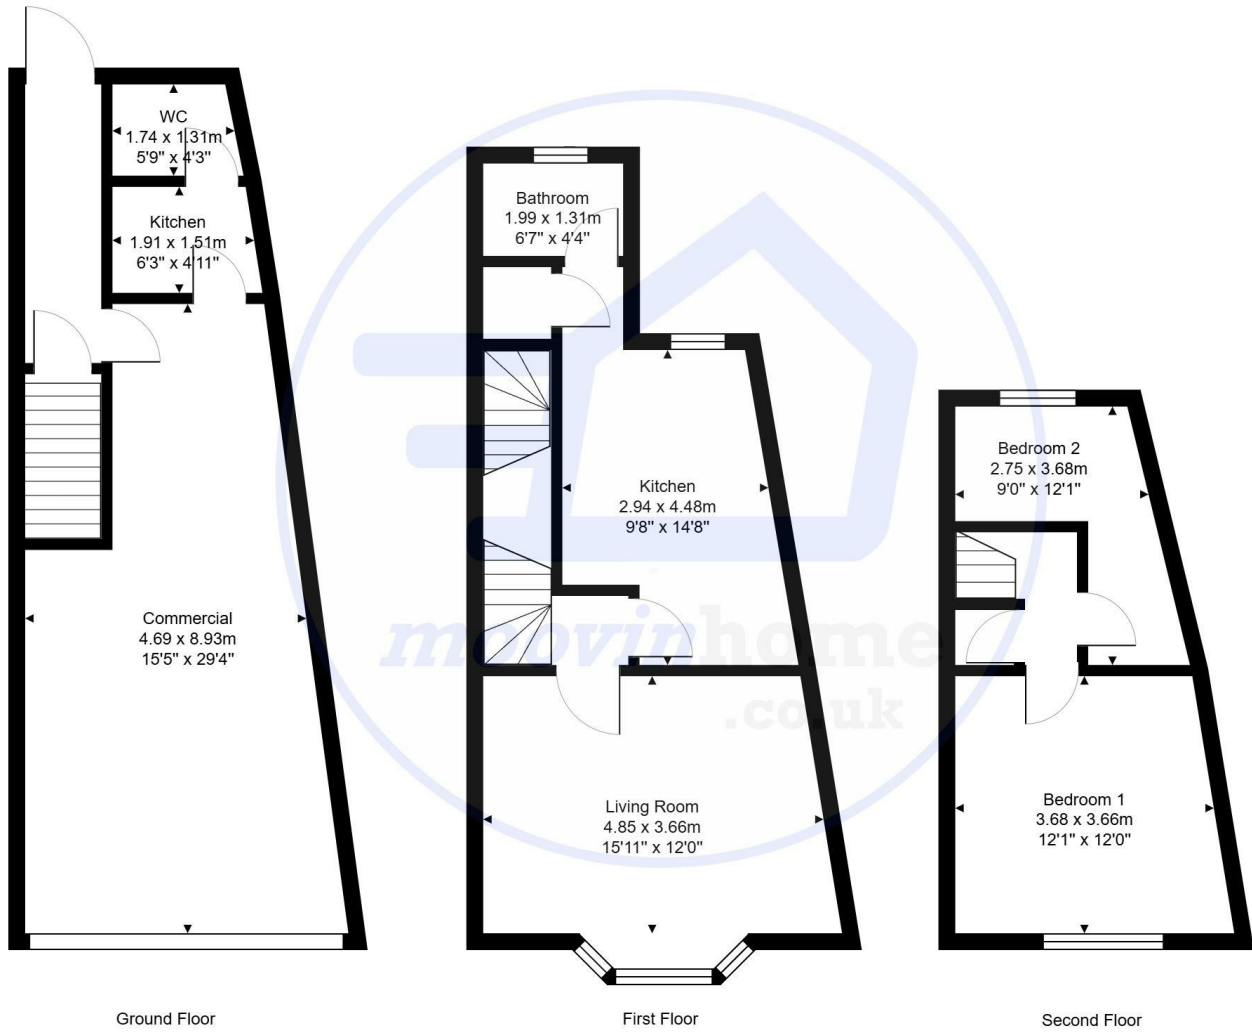 WC
1.74 x 1.31m
5'9" x 4'3"
Kitchen
1.91 x 1.51m
6'3" x 4'11"
Commercial
4.69 x 8.93m
15'5" x 29'4"
Ground Floor
Bathroom
1.99 x 1.31m
6'7" x 4'4"
Kitchen
2.94 x 4.48m
9'8" x 14'8"
Living Room
4.85 x 3.66m
15'11" x 12'0"
First Floor
Bedroom 2
2.75 x 3.68m
9'0" x 12'1"
Bedroom 1
3.68 x 3.66m
12'1" x 12'0"
Second Floor
moovinhome
.co.uk